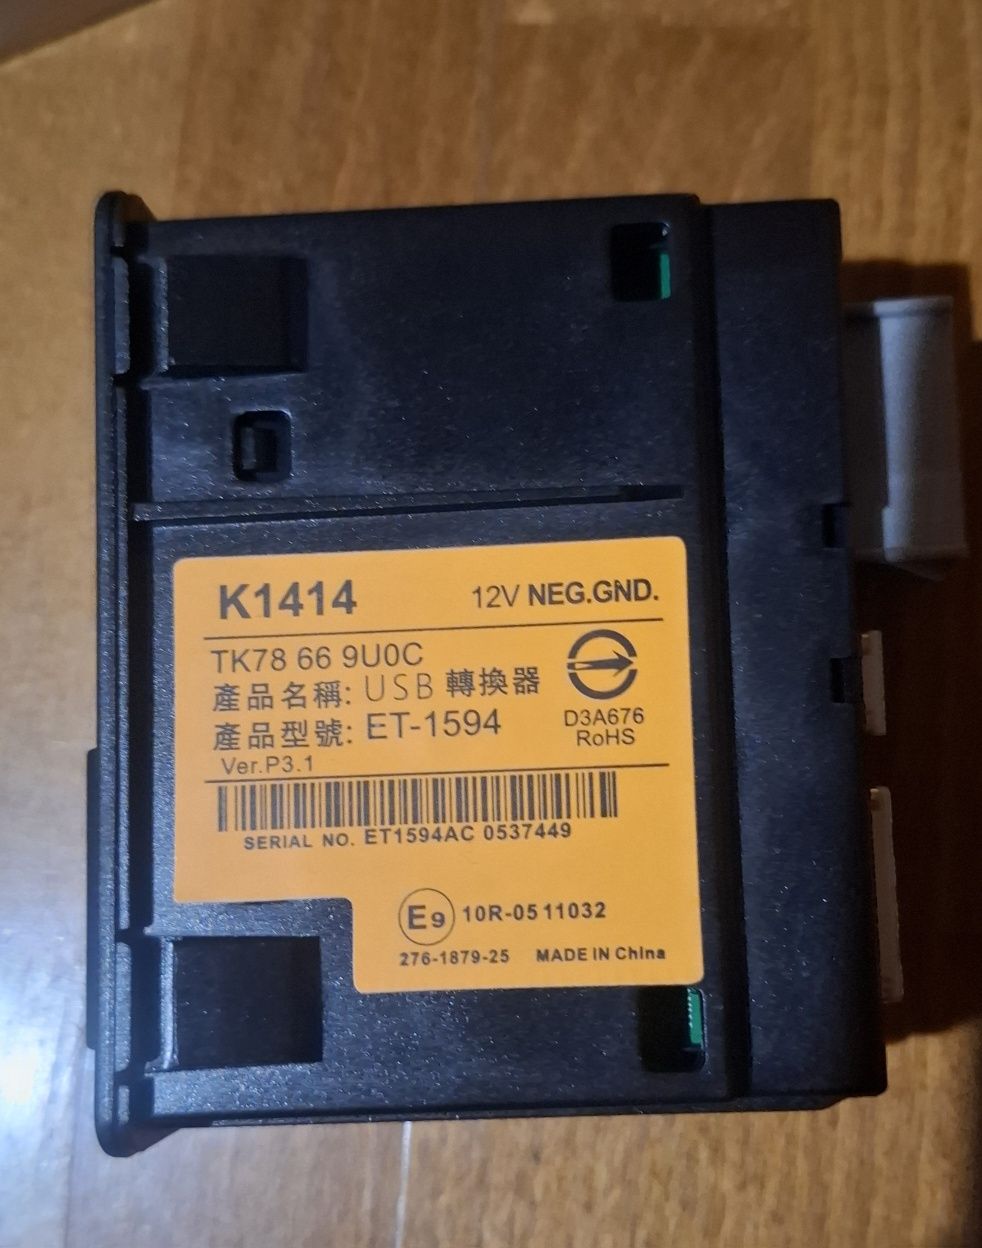 K1414 12V NEG.GND.
TK78 66 9U0C
產品名稱: USB 轉換器
產品型號: ET-1594
D3A676
RoHS
Ver.P3.1
SERIAL NO. ET1594AC 0537449
E9 10R-0511032
276-1879-25 MADE IN China